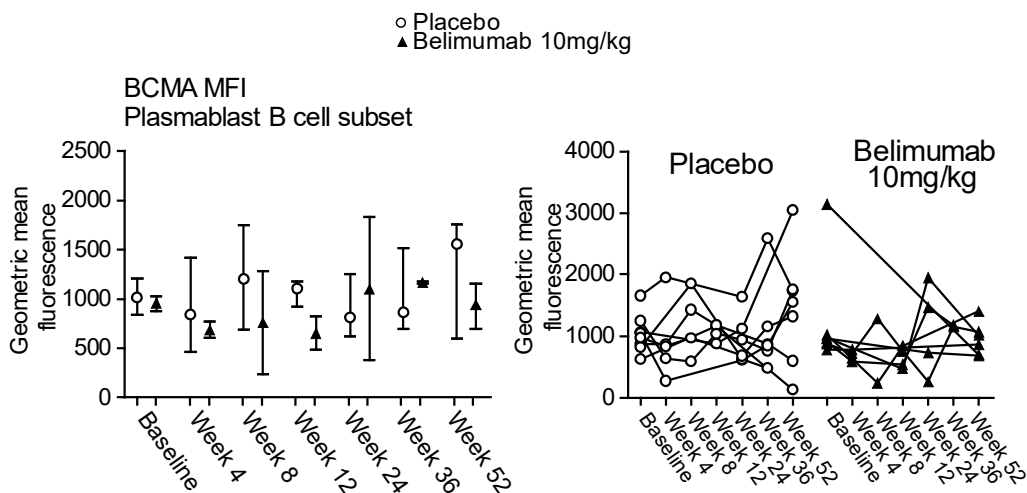 Placebo
Belimumab 10mg/kg
BCMA MFI
Plasmablast B cell subset
Geometric mean
fluorescence
2500
2000
1500
1000
500
0
Baseline
Week 4
Week 8
Week 12
Week 24
Week 36
Week 52
Geometric mean
fluorescence
4000
3000
2000
1000
0
Placebo
Belimumab
10mg/kg
Baseline
Week 4
Week 8
Week 12
Week 24
Week 36
Week 52
Baseline
Week 4
Week 8
Week 12
Week 24
Week 36
Week 52